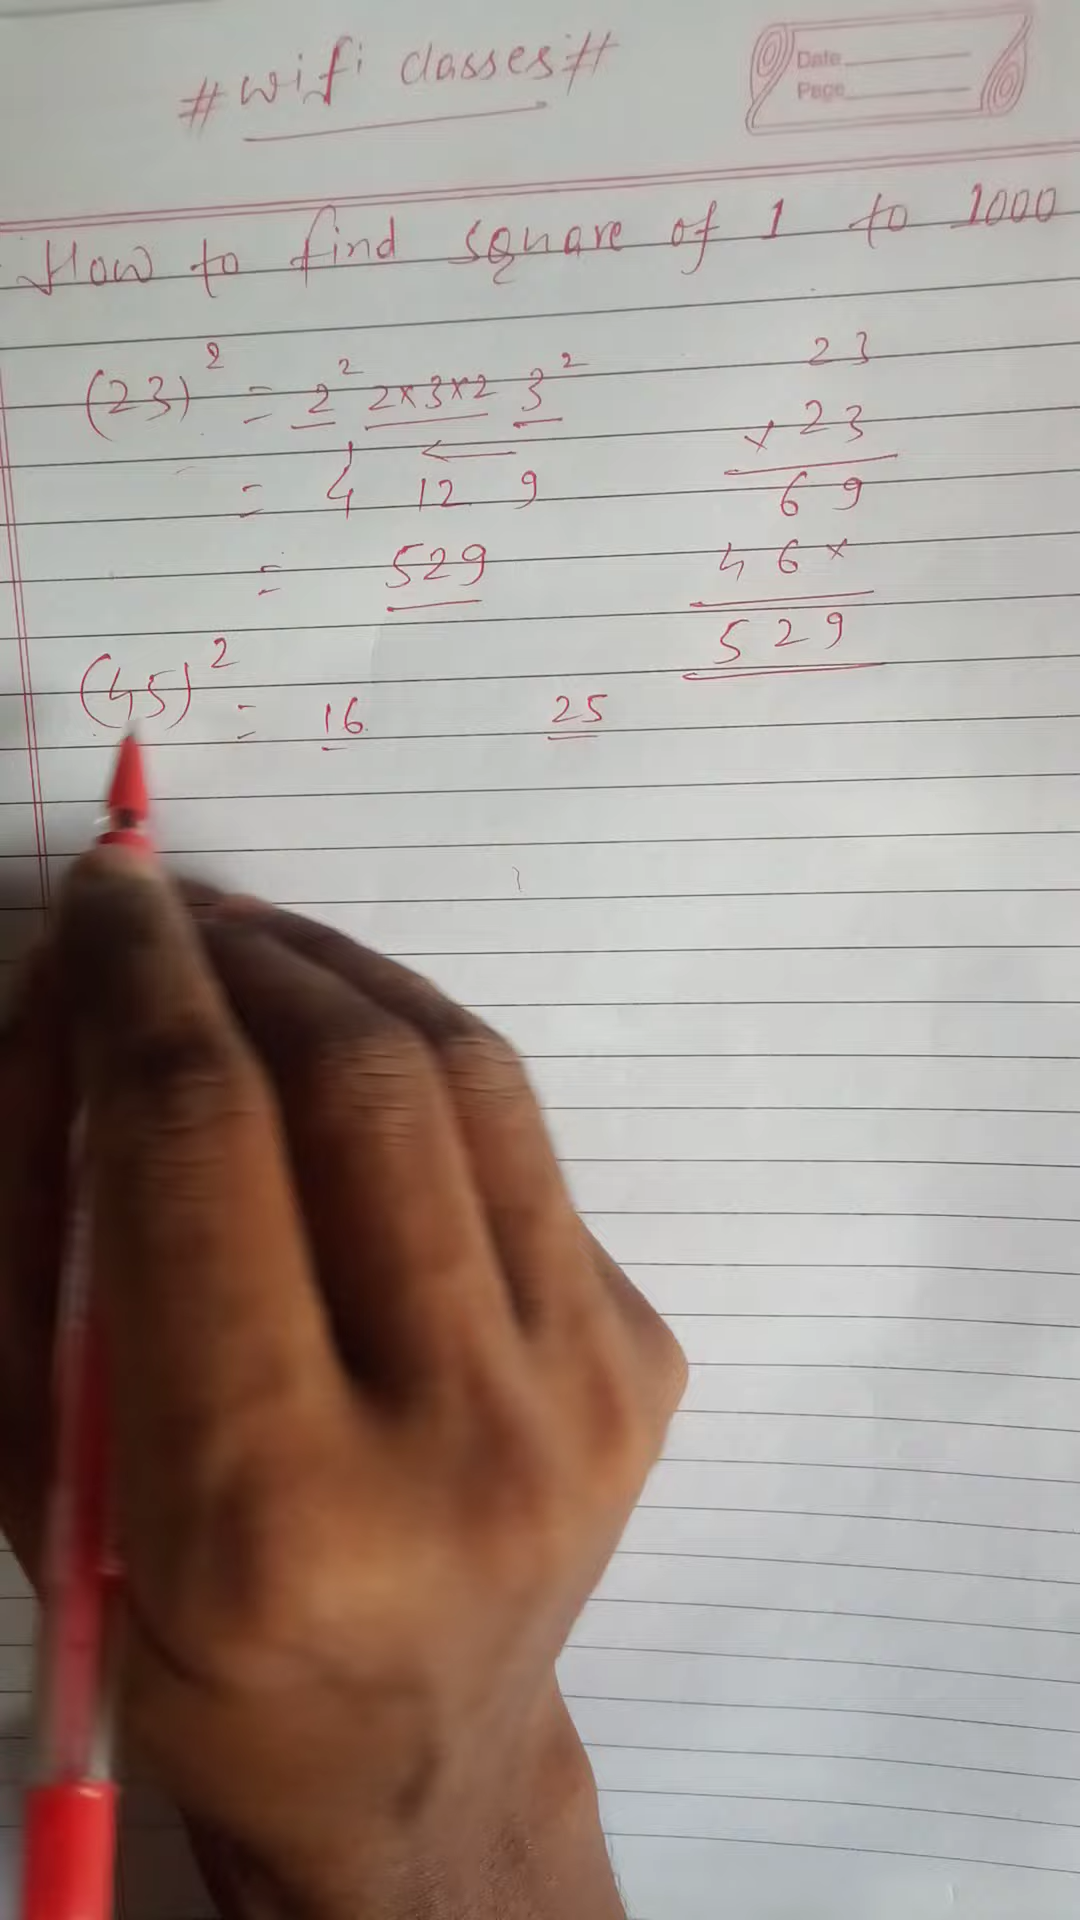 #wifi classes#
Date
Page
How to find square of 1 to 1000
(23)² = 2² 2×3×2 3²
= 4 12 9
= 529
23
× 23
69
46×
529
(45)² = 16 25